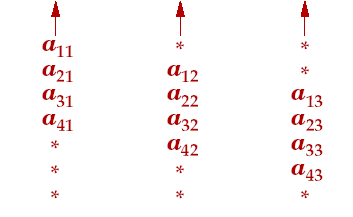 a11 * *
a21 a12 *
a31 a22 a13
a41 a32 a23
* a42 a33
* * a43
* * *